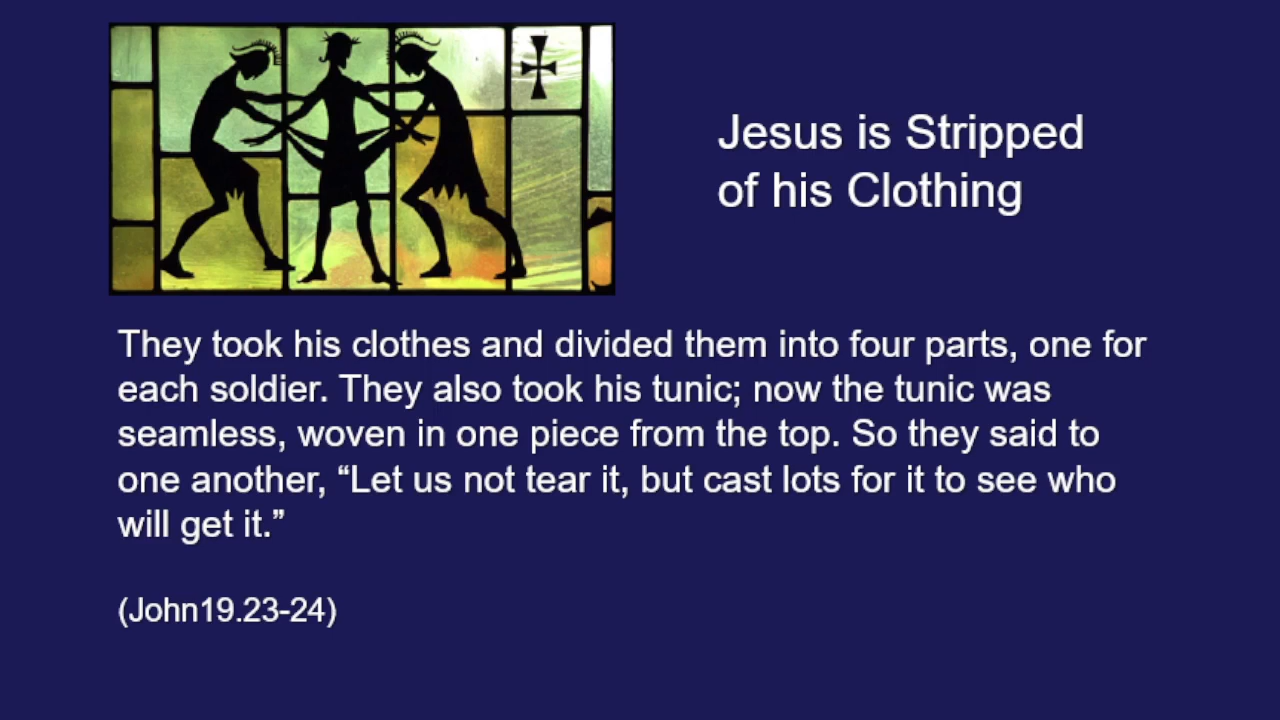 Jesus is Stripped
of his Clothing
They took his clothes and divided them into four parts, one for
each soldier. They also took his tunic; now the tunic was
seamless, woven in one piece from the top. So they said to
one another, “Let us not tear it, but cast lots for it to see who
will get it.”
(John19.23-24)